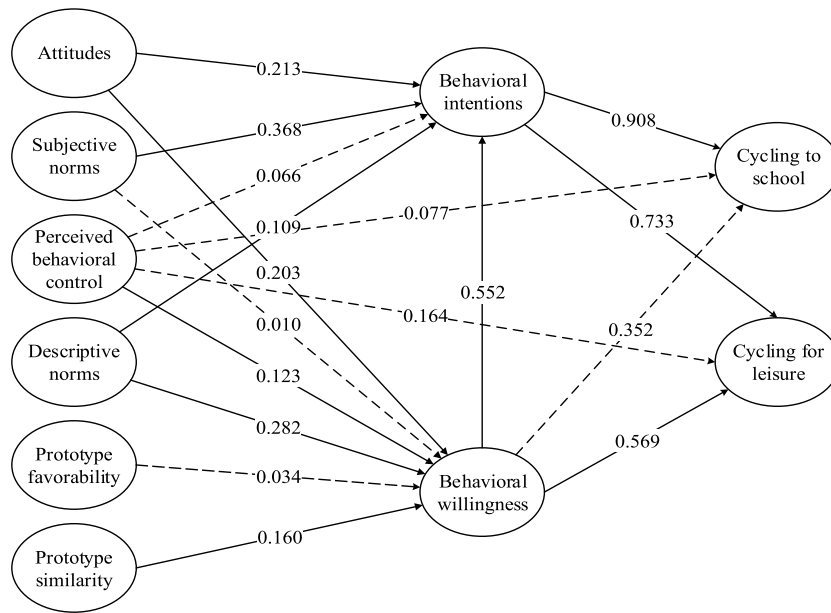 Attitudes
Subjective
norms
Perceived
behavioral
control
Descriptive
norms
Prototype
favorability
Prototype
similarity
0.213
0.368
0.066
0.109
0.203
0.010
0.123
0.282
0.034
0.160
Behavioral
intentions
0.552
Behavioral
willingness
0.908
0.077
0.733
0.164
0.352
0.569
Cycling to
school
Cycling for
leisure